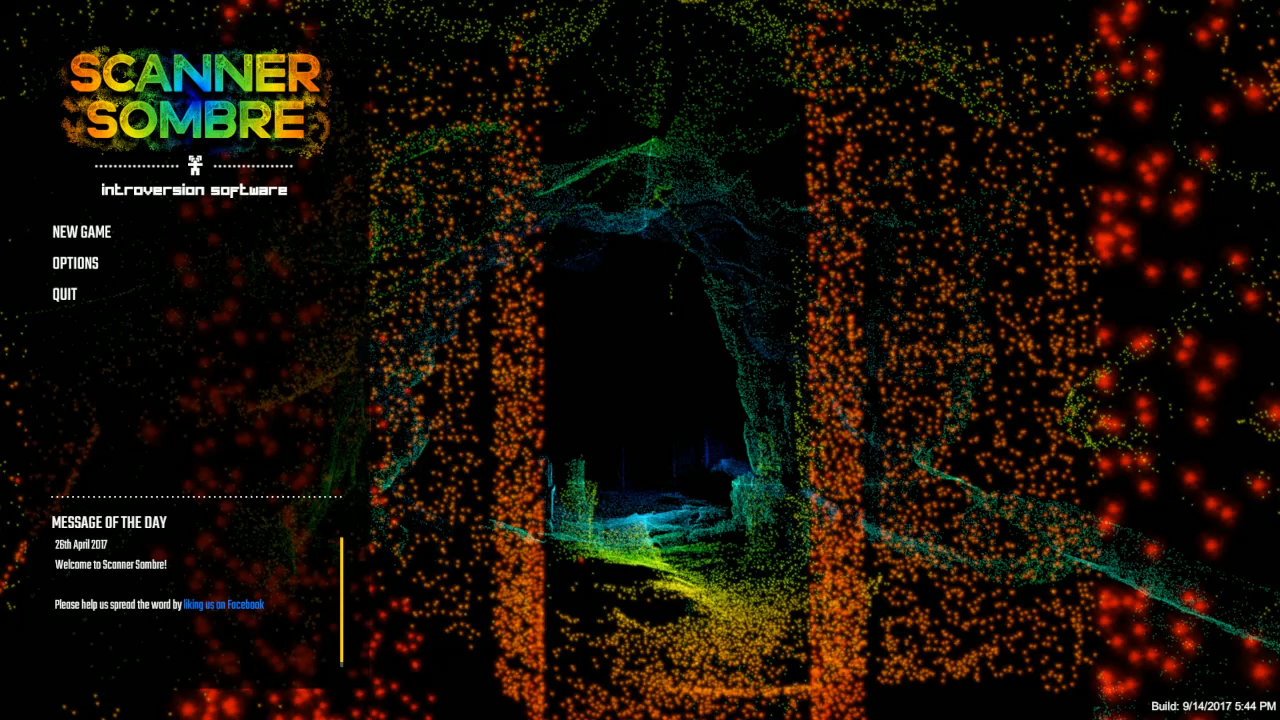 SCANNER
SOMBRE
introversion software
NEW GAME
OPTIONS
QUIT
MESSAGE OF THE DAY
26th April 2017
Welcome to Scanner Sombre!
Please help us spread the word by liking us on Facebook
Build: 9/14/2017 5:44 PM